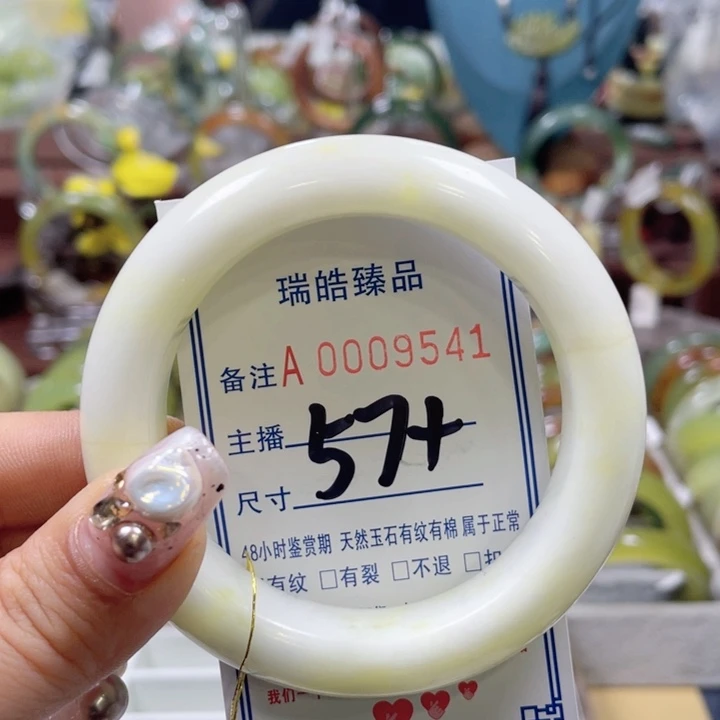 瑞皓臻品
备注A 0009541
主播 57+
尺寸
48小时鉴赏期 天然玉石有纹有棉 属于正常
有纹 □有裂 □不退 □
我们一